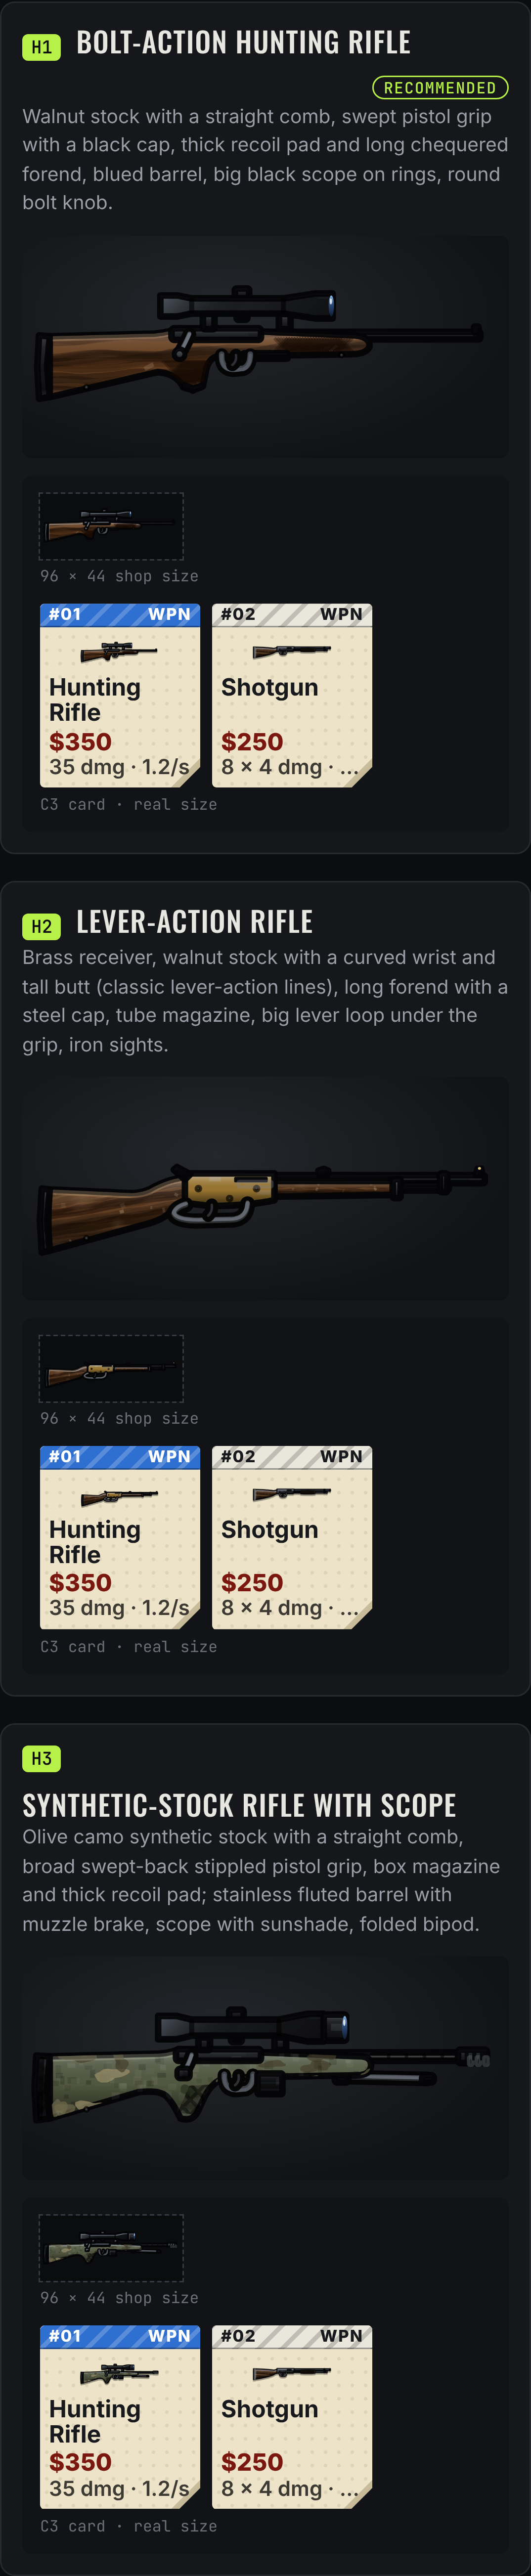 H1 BOLT-ACTION HUNTING RIFLE
RECOMMENDED
Walnut stock with a straight comb, swept pistol grip
with a black cap, thick recoil pad and long chequered
forend, blued barrel, big black scope on rings, round
bolt knob.
96 × 44 shop size
#01 WPN #02 WPN
Hunting Shotgun
Rifle
$350 $250
35 dmg · 1.2/s 8 × 4 dmg · ...
C3 card · real size
H2 LEVER-ACTION RIFLE
Brass receiver, walnut stock with a curved wrist and
tall butt (classic lever-action lines), long forend with a
steel cap, tube magazine, big lever loop under the
grip, iron sights.
96 × 44 shop size
#01 WPN #02 WPN
Hunting Shotgun
Rifle
$350 $250
35 dmg · 1.2/s 8 × 4 dmg · ...
C3 card · real size
H3
SYNTHETIC-STOCK RIFLE WITH SCOPE
Olive camo synthetic stock with a straight comb,
broad swept-back stippled pistol grip, box magazine
and thick recoil pad; stainless fluted barrel with
muzzle brake, scope with sunshade, folded bipod.
96 × 44 shop size
#01 WPN #02 WPN
Hunting Shotgun
Rifle
$350 $250
35 dmg · 1.2/s 8 × 4 dmg · ...
C3 card · real size